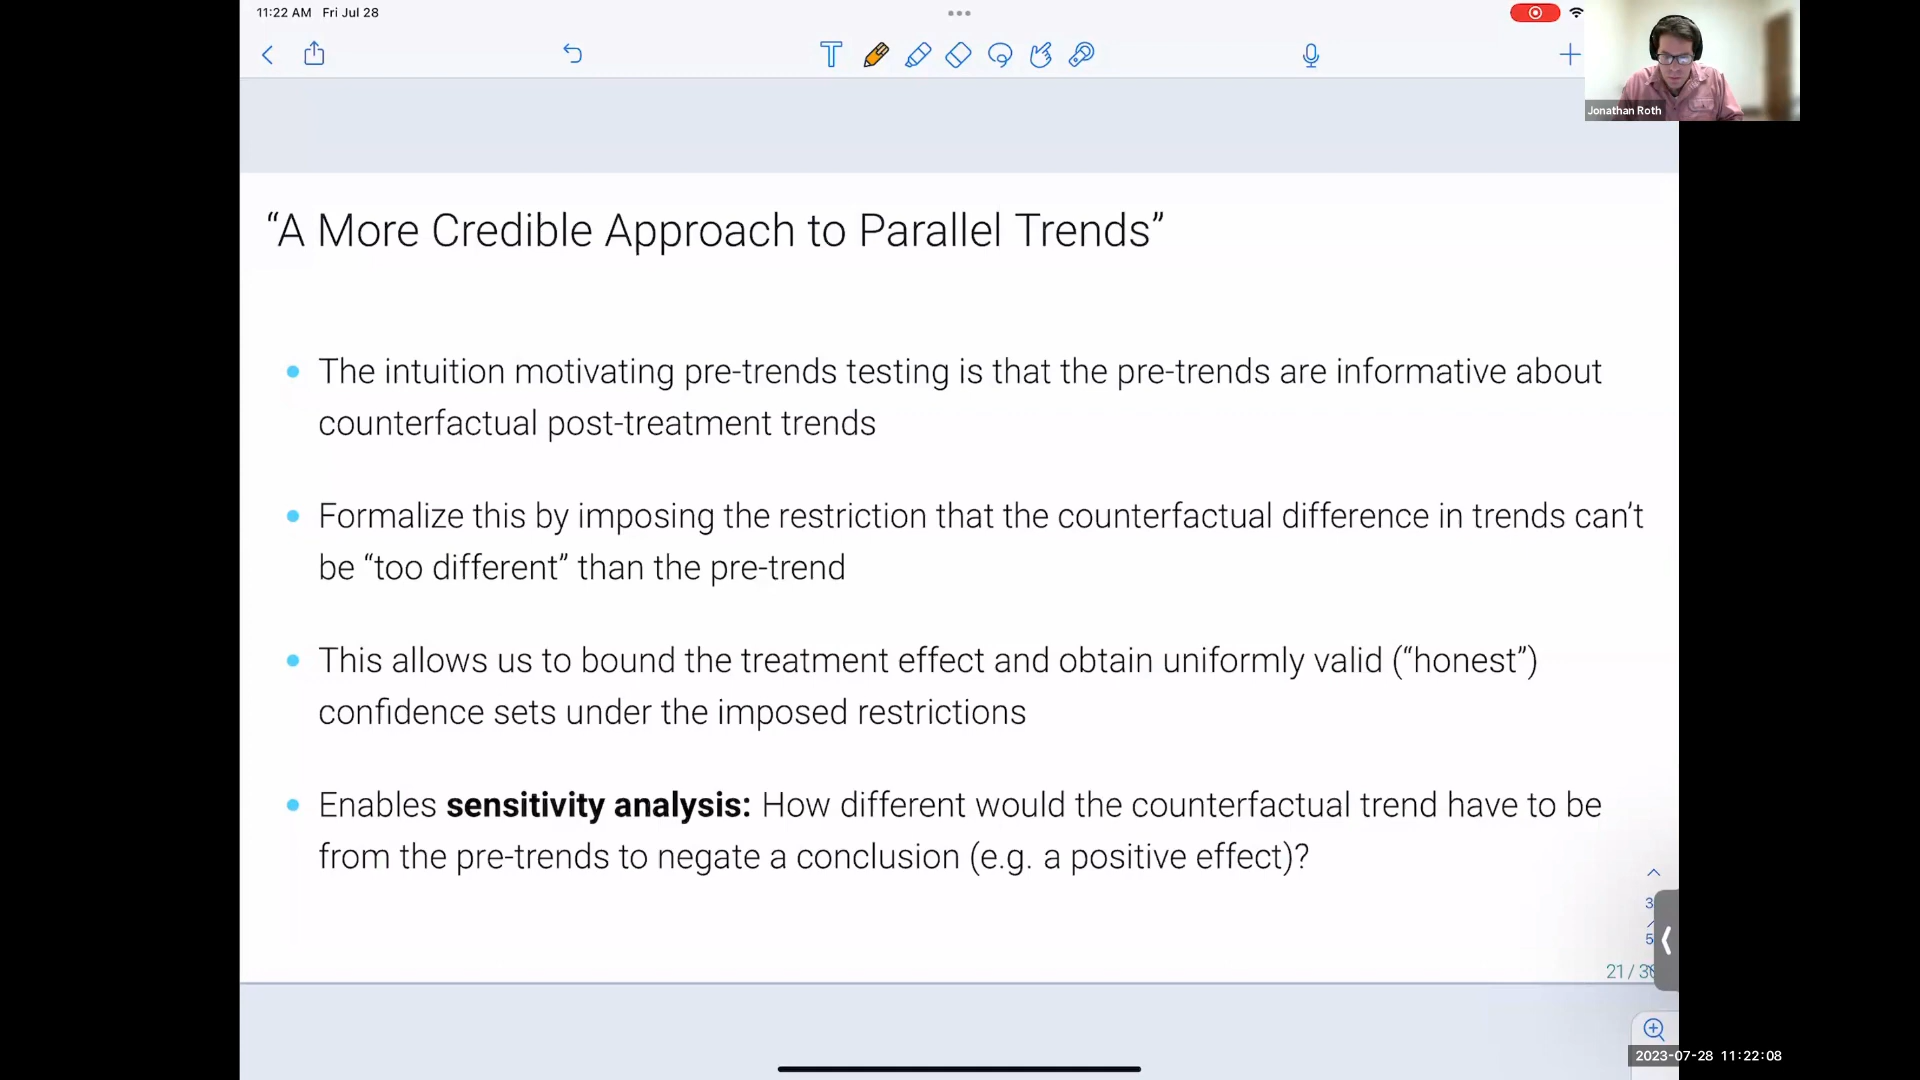 11:22 AM Fri Jul 28
Jonathan Roth
“A More Credible Approach to Parallel Trends”
The intuition motivating pre-trends testing is that the pre-trends are informative about
counterfactual post-treatment trends
Formalize this by imposing the restriction that the counterfactual difference in trends can’t
be “too different” than the pre-trend
This allows us to bound the treatment effect and obtain uniformly valid (“honest”)
confidence sets under the imposed restrictions
Enables sensitivity analysis: How different would the counterfactual trend have to be
from the pre-trends to negate a conclusion (e.g. a positive effect)?
21/
2023-07-28 11:22:08